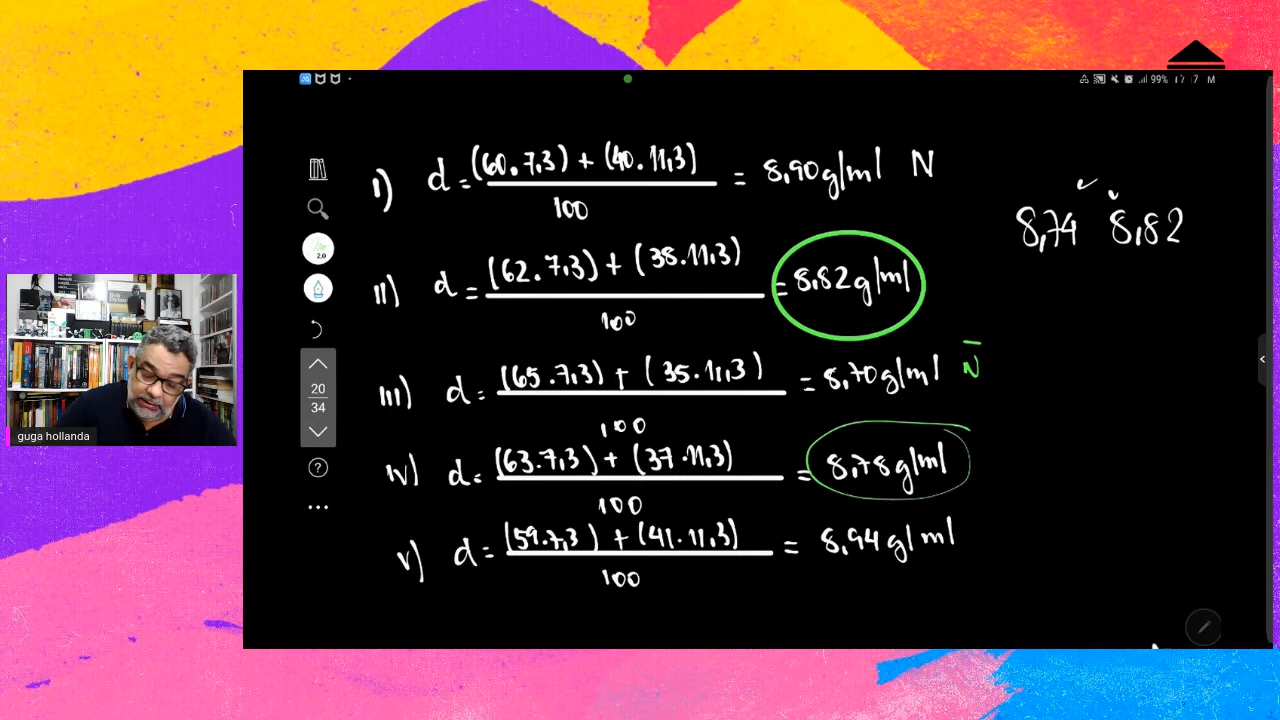 99%
I) d = (60.7,3) + (40.11,3) / 100 = 8,90 g/ml N
8,74 8,82
II) d = (62.7,3) + (38.11,3) / 100 = 8,82 g/ml
2.0
III) d = (65.7,3) + (35.11,3) / 100 = 8,70 g/ml N
20
34
IV) d = (63.7,3) + (37.11,3) / 100 = 8,78 g/ml
V) d = (59.7,3) + (41.11,3) / 100 = 8,94 g/ml
guga hollanda